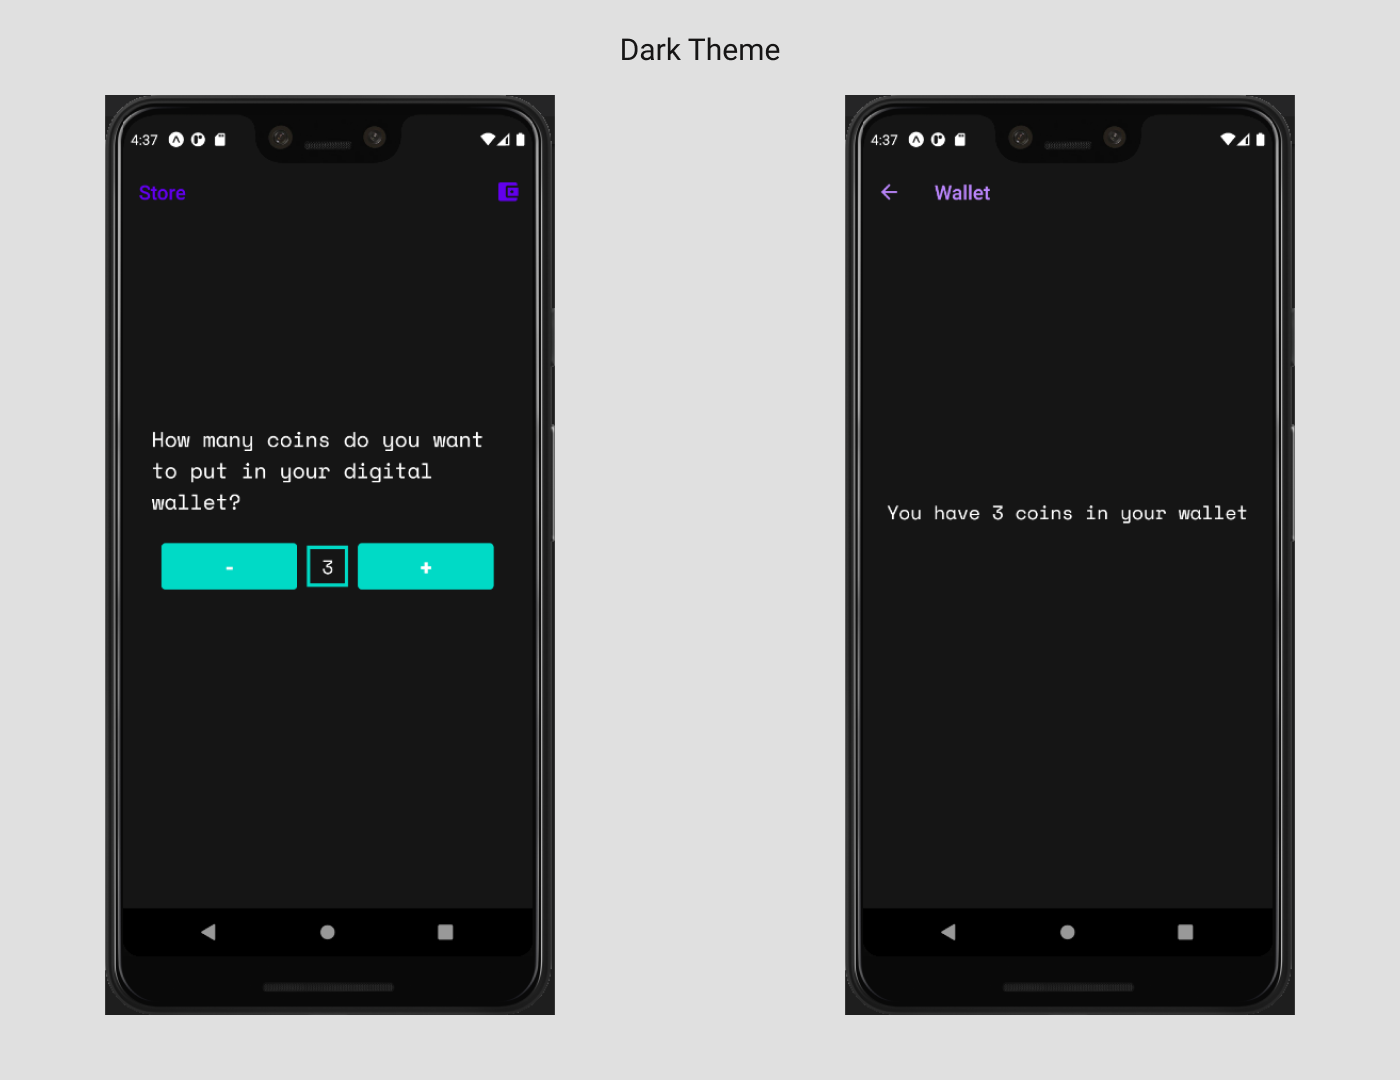 Dark Theme
4:37
Store
How many coins do you want
to put in your digital
wallet?
- 3 +
4:37
Wallet
You have 3 coins in your wallet